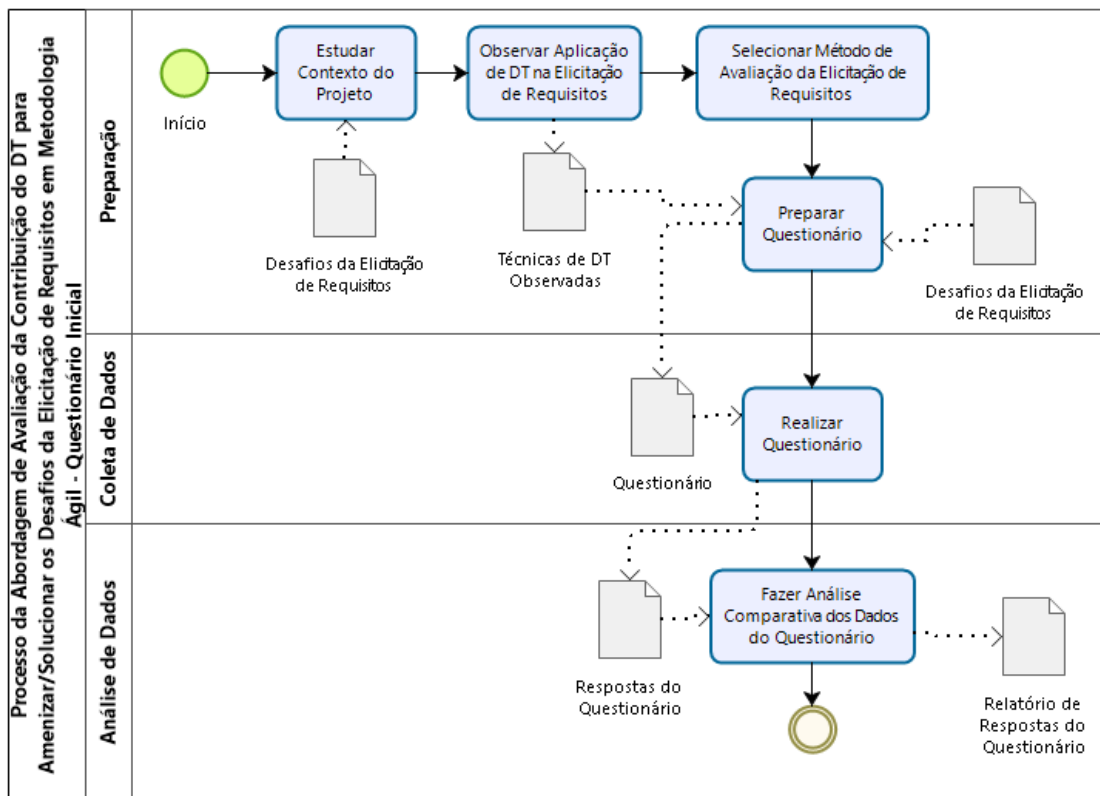 Processo da Abordagem de Avaliação da Contribuição do DT para
Amenizar/Solucionar os Desafios da Elicitação de Requisitos em Metodologia
Ágil - Questionário Inicial
Preparação
Início
Estudar
Contexto do
Projeto
Observar Aplicação
de DT na Elicitação
de Requisitos
Selecionar Método de
Avaliação da Elicitação de
Requisitos
Desafios da Elicitação
de Requisitos
Técnicas de DT
Observadas
Preparar
Questionário
Desafios da Elicitação
de Requisitos
Coleta de Dados
Questionário
Realizar
Questionário
Análise de Dados
Respostas do
Questionário
Fazer Análise
Comparativa dos Dados
do Questionário
Relatório de
Respostas do
Questionário